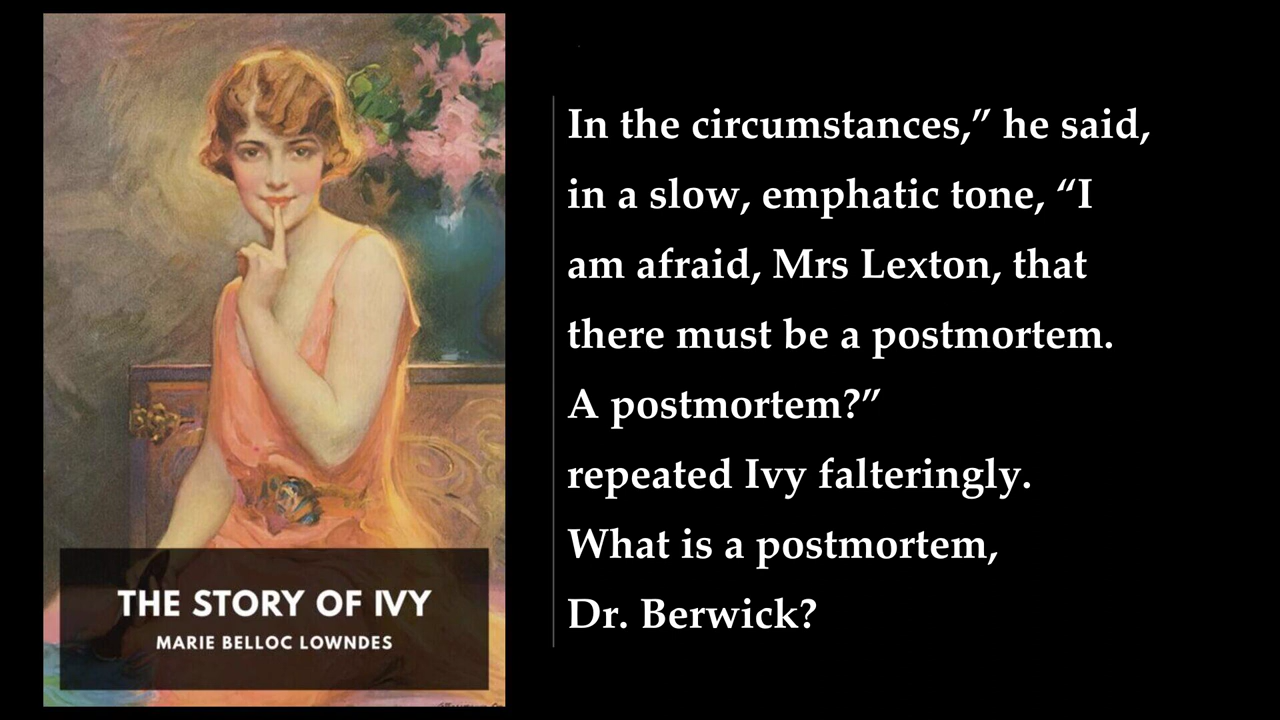 THE STORY OF IVY
MARIE BELLOC LOWNDES
In the circumstances,” he said,
in a slow, emphatic tone, “I
am afraid, Mrs Lexton, that
there must be a postmortem.
A postmortem?”
repeated Ivy falteringly.
What is a postmortem,
Dr. Berwick?